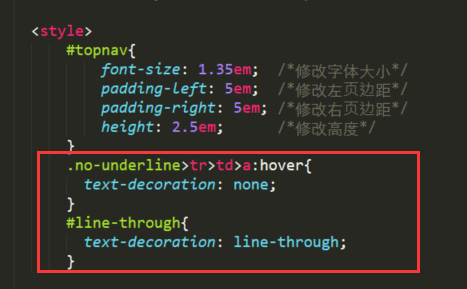 <style>
#topnav{
font-size: 1.35em; /*修改字体大小*/
padding-left: 5em; /*修改左页边距*/
padding-right: 5em; /*修改右页边距*/
height: 2.5em; /*修改高度*/
}
.no-underline>tr>td>a:hover{
text-decoration: none;
}
#line-through{
text-decoration: line-through;
}